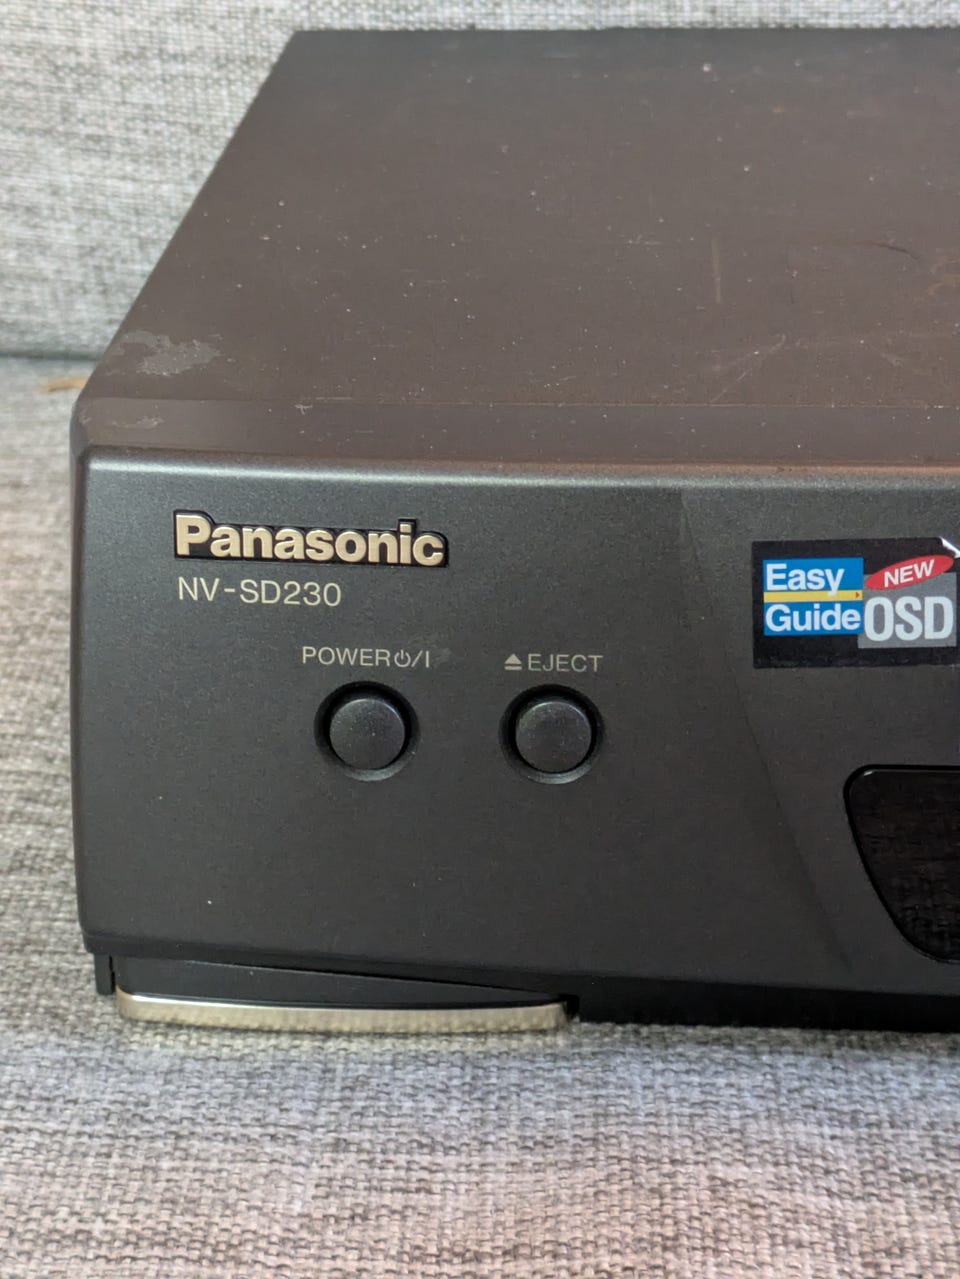 Panasonic
NV-SD230
POWER⏻/I
⏏EJECT
Easy
Guide
NEW
OSD